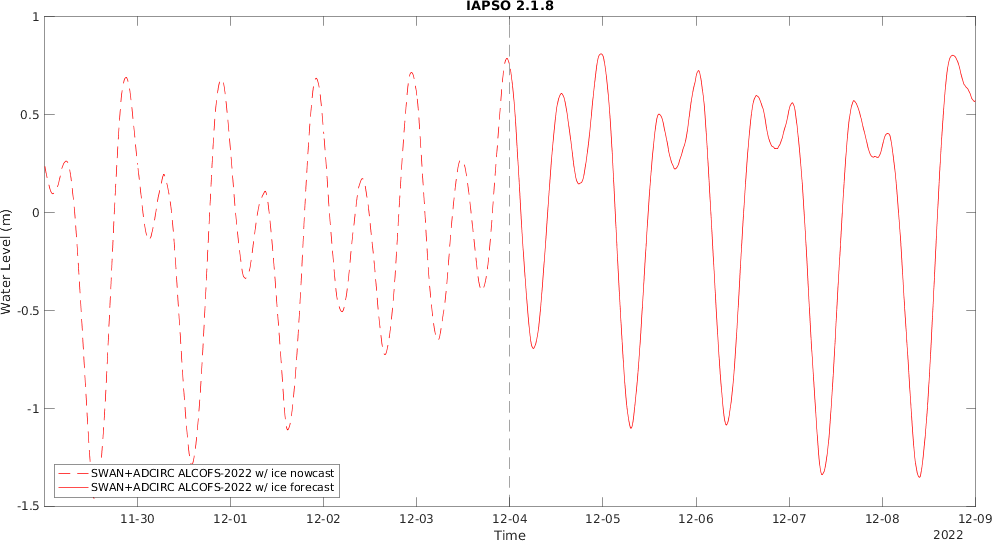 IAPSO 2.1.8
1
0.5
0
-0.5
-1
-1.5
Water Level (m)
SWAN+ADCIRC ALCOFS-2022 w/ ice nowcast
SWAN+ADCIRC ALCOFS-2022 w/ ice forecast
11-30 12-01 12-02 12-03 12-04 12-05 12-06 12-07 12-08 12-09
Time
2022